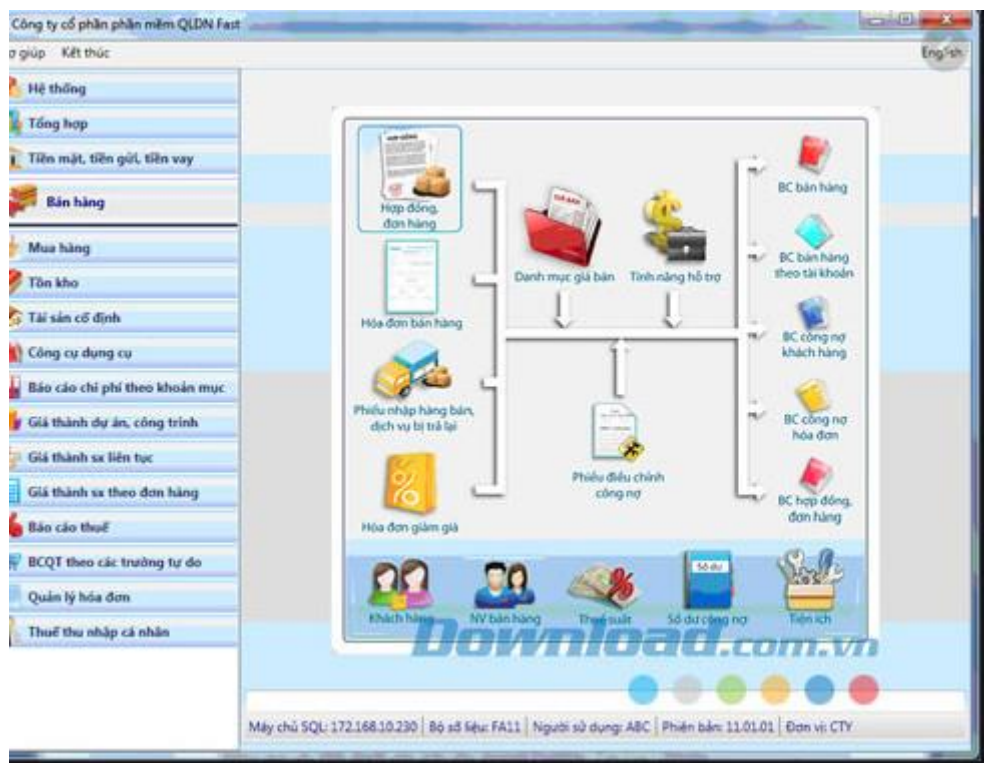 Công ty cổ phần phần mềm QLDN Fast
giúp Kết thúc
English
Hệ thống
Tổng hợp
Tiền mặt, tiền gửi, tiền vay
Bán hàng
Mua hàng
Tồn kho
Tài sản cố định
Công cụ dụng cụ
Báo cáo chi phí theo khoản mục
Giá thành dự án, công trình
Giá thành sx liên tục
Giá thành sx theo đơn hàng
Báo cáo thuế
BCQT theo các trường tự do
Quản lý hóa đơn
Thuế thu nhập cá nhân
HỢP ĐỒNG
Hợp đồng,
đơn hàng
Hóa đơn bán hàng
Phiếu nhập hàng bán,
dịch vụ bị trả lại
Hóa đơn giảm giá
GIÁ BÁN
Danh mục giá bán
Tính năng hỗ trợ
Phiếu điều chỉnh
công nợ
BC bán hàng
BC bán hàng
theo tài khoản
BC công nợ
khách hàng
BC công nợ
hóa đơn
BC hợp đồng,
đơn hàng
Số dư
Khách hàng
NV bán hàng
Thuế suất
Số dư công nợ
Tiện ích
Download.com.vn
Máy chủ SQL: 172.168.10.230 Bộ số liệu: FA11 Người sử dụng: ABC Phiên bản: 11.01.01 Đơn vị: CTY